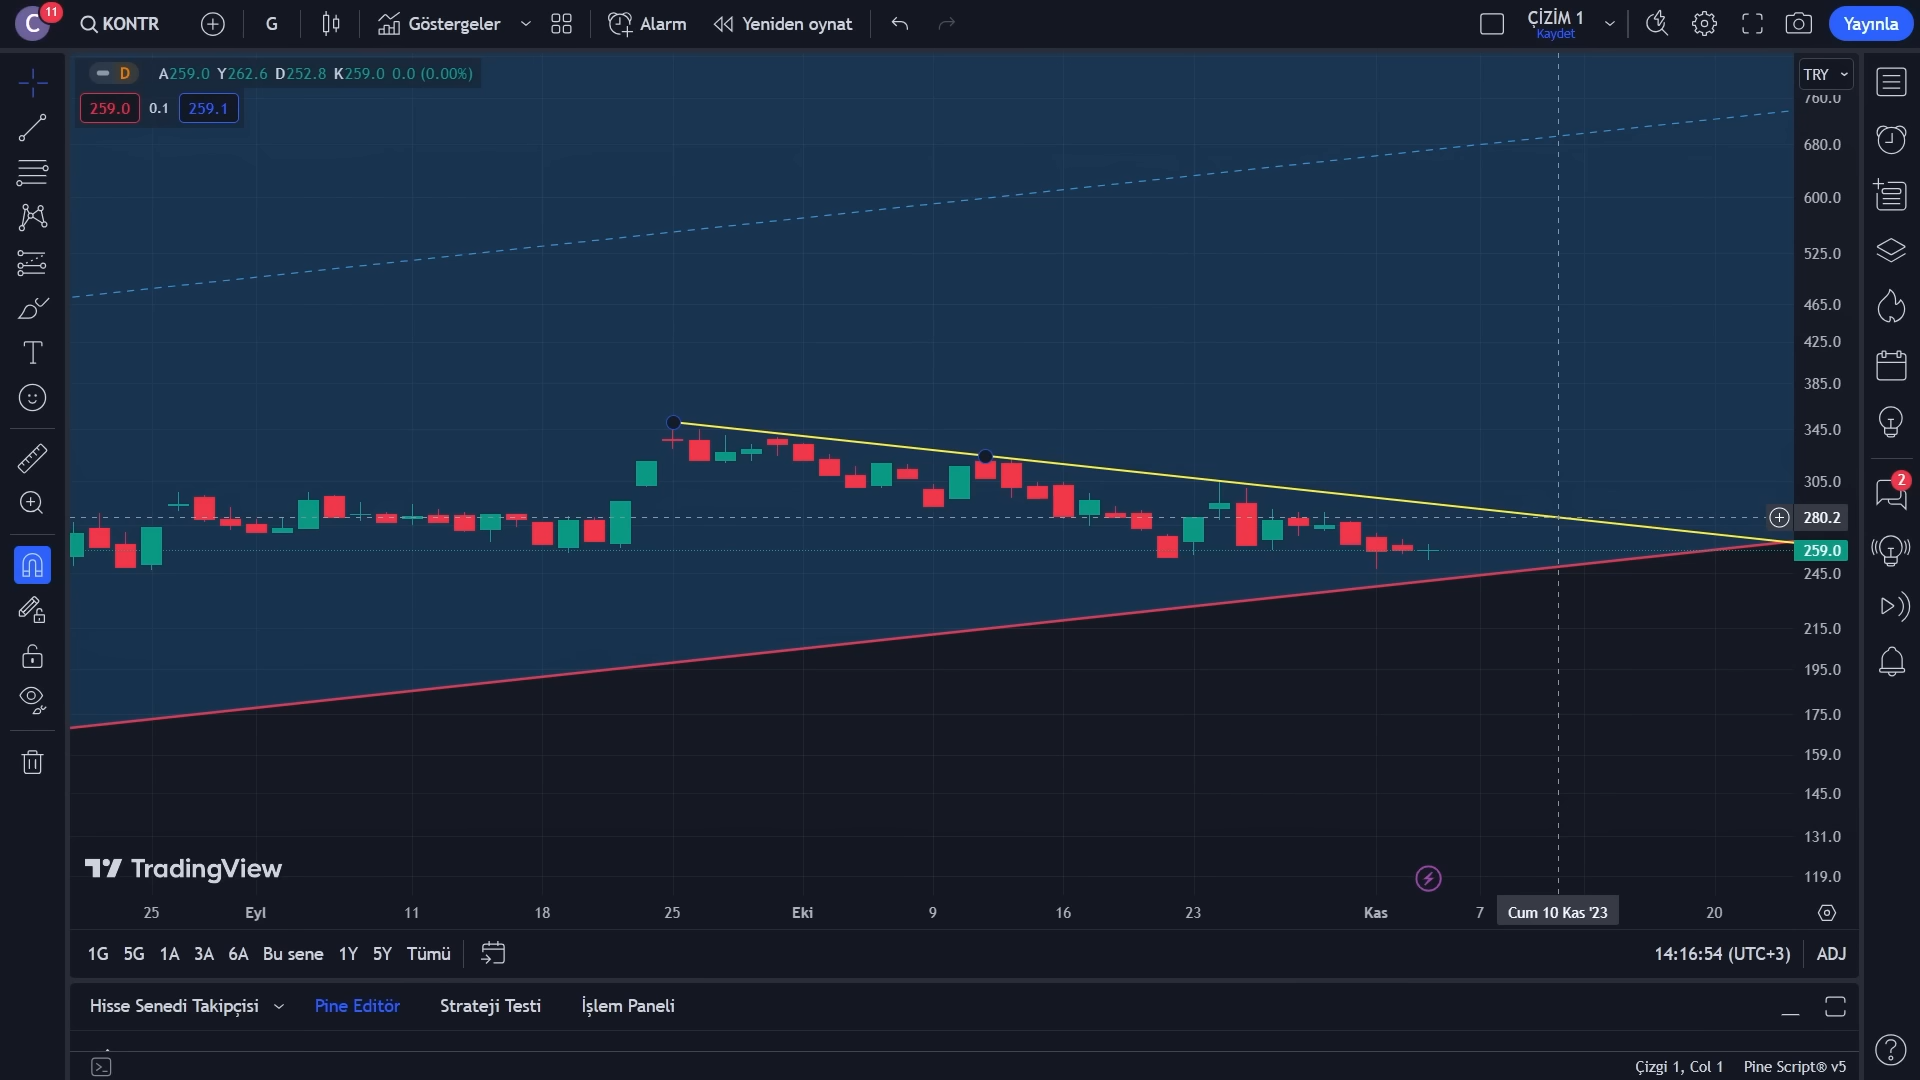 C 11 KONTR G Göstergeler Alarm Yeniden oynat ÇİZİM 1 Yayınla
Kaydet
D A259.0 Y262.6 D252.8 K259.0 0.0 (0.00%)
TRY
259.0 0.1 259.1
760.0
680.0
600.0
525.0
465.0
425.0
385.0
345.0
305.0
2
280.2
259.0
245.0
215.0
195.0
175.0
159.0
145.0
131.0
119.0
TradingView
25 Eyl 11 18 25 Eki 9 16 23 Kas 7 Cum 10 Kas '23 20
1G 5G 1A 3A 6A Bu sene 1Y 5Y Tümü 14:16:54 (UTC+3) ADJ
Hisse Senedi Takipçisi Pine Editör Strateji Testi İşlem Paneli
Çizgi 1, Col 1 Pine Script® v5